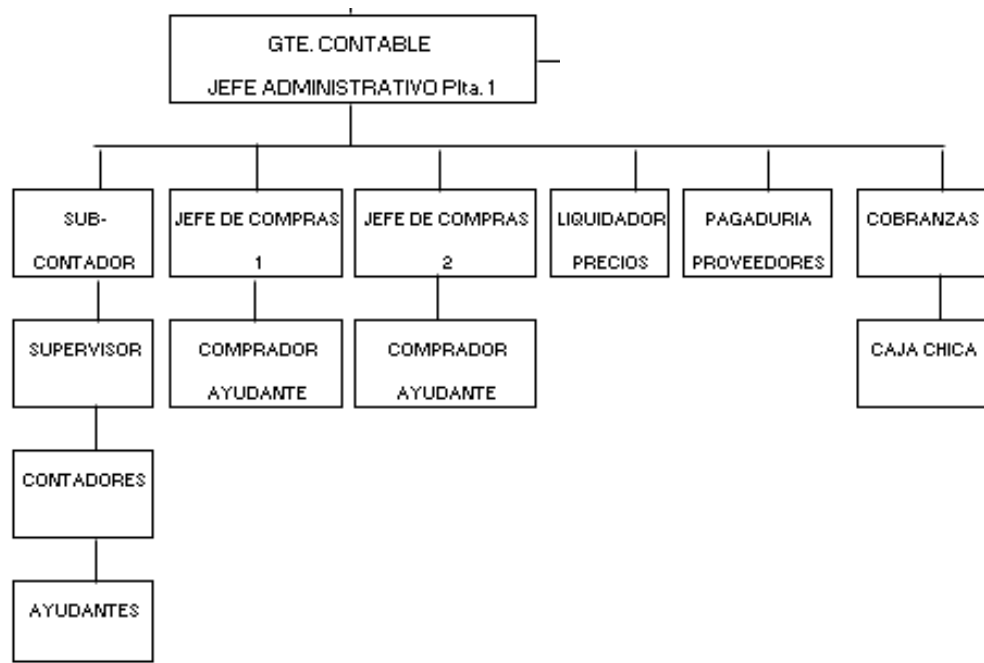 GTE. CONTABLE
JEFE ADMINISTRATIVO Plta. 1
SUB-
CONTADOR
JEFE DE COMPRAS
1
JEFE DE COMPRAS
2
LIQUIDADOR
PRECIOS
PAGADURIA
PROVEEDORES
COBRANZAS
SUPERVISOR
COMPRADOR
AYUDANTE
COMPRADOR
AYUDANTE
CAJA CHICA
CONTADORES
AYUDANTES